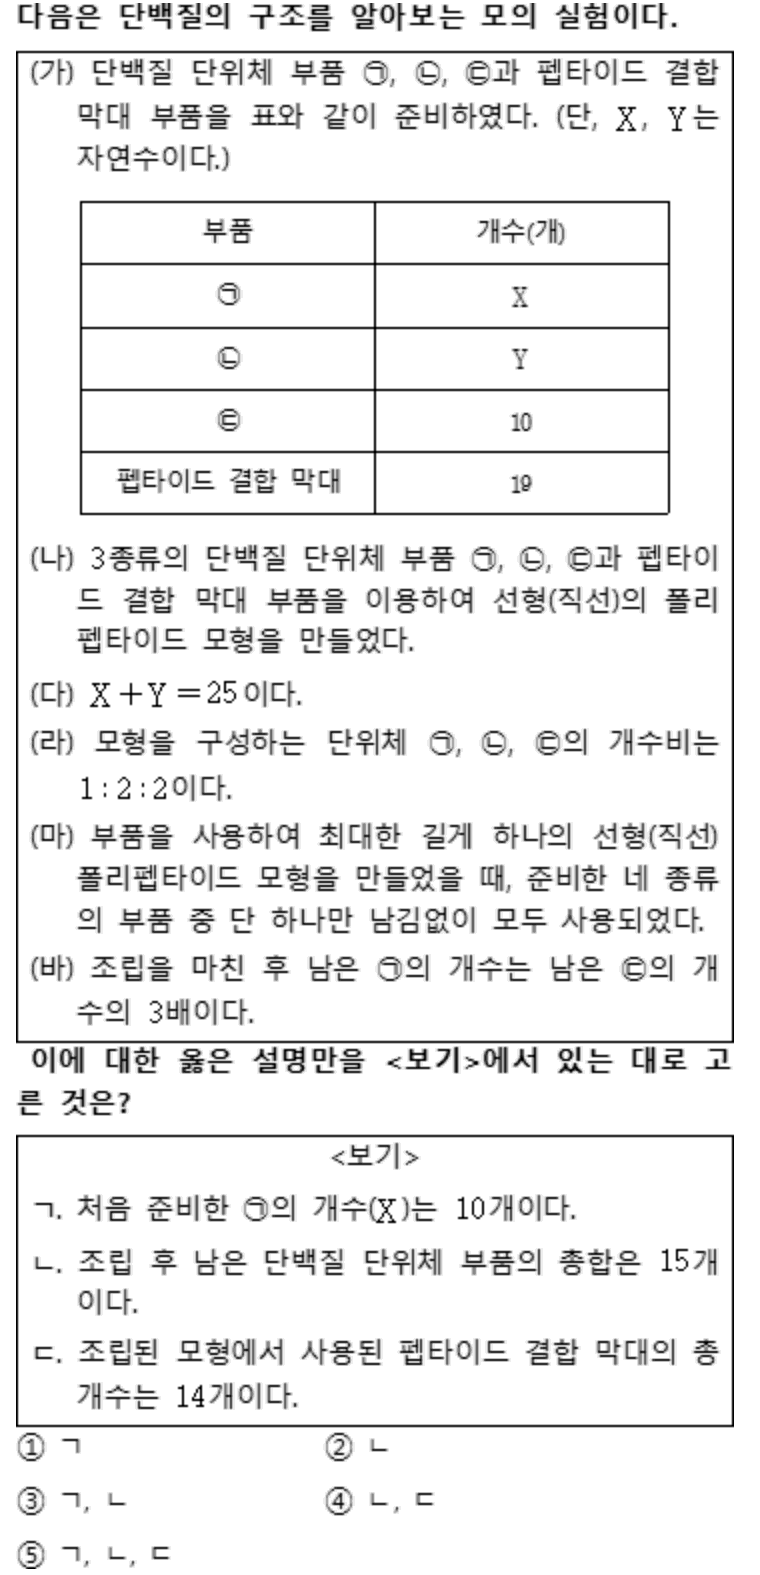 다음은 단백질의 구조를 알아보는 모의 실험이다.
(가) 단백질 단위체 부품 ㉠, ㉡, ㉢과 펩타이드 결합
막대 부품을 표와 같이 준비하였다. (단, X, Y는
자연수이다.)
부품 개수(개)
㉠ X
㉡ Y
㉢ 10
펩타이드 결합 막대 19
(나) 3종류의 단백질 단위체 부품 ㉠, ㉡, ㉢과 펩타이
드 결합 막대 부품을 이용하여 선형(직선)의 폴리
펩타이드 모형을 만들었다.
(다) X+Y=25이다.
(라) 모형을 구성하는 단위체 ㉠, ㉡, ㉢의 개수비는
1:2:2이다.
(마) 부품을 사용하여 최대한 길게 하나의 선형(직선)
폴리펩타이드 모형을 만들었을 때, 준비한 네 종류
의 부품 중 단 하나만 남김없이 모두 사용되었다.
(바) 조립을 마친 후 남은 ㉠의 개수는 남은 ㉢의 개
수의 3배이다.
이에 대한 옳은 설명만을 <보기>에서 있는 대로 고
른 것은?
<보기>
ㄱ. 처음 준비한 ㉠의 개수(X)는 10개이다.
ㄴ. 조립 후 남은 단백질 단위체 부품의 총합은 15개
이다.
ㄷ. 조립된 모형에서 사용된 펩타이드 결합 막대의 총
개수는 14개이다.
① ㄱ ② ㄴ
③ ㄱ, ㄴ ④ ㄴ, ㄷ
⑤ ㄱ, ㄴ, ㄷ